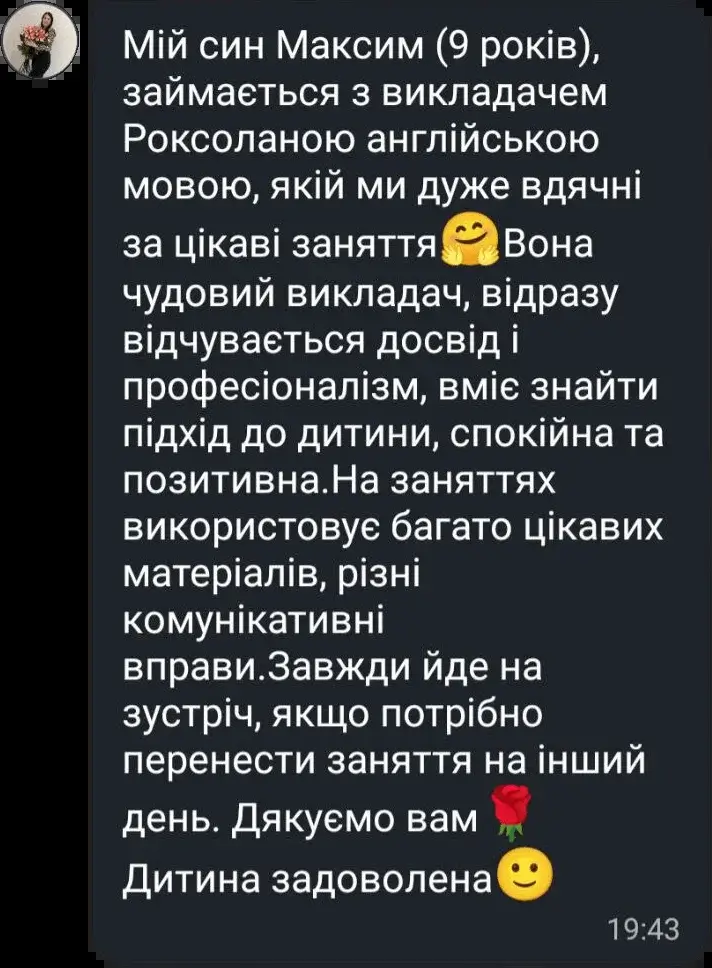 Мій син Максим (9 років),
займається з викладачем
Роксоланою англійською
мовою, якій ми дуже вдячні
за цікаві заняття🤗Вона
чудовий викладач, відразу
відчувається досвід і
професіоналізм, вміє знайти
підхід до дитини, спокійна та
позитивна.На заняттях
використовує багато цікавих
матеріалів, різні
комунікативні
вправи.Завжди йде на
зустріч, якщо потрібно
перенести заняття на інший
день. Дякуємо вам 🌹
Дитина задоволена🙂
19:43